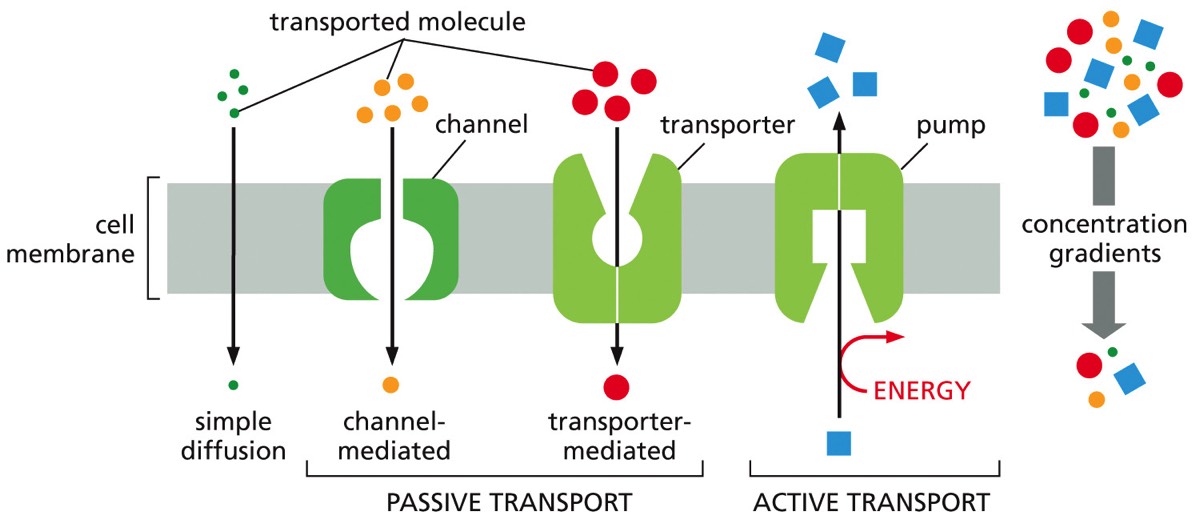 transported molecule
channel
transporter
pump
cell
membrane
concentration
gradients
ENERGY
simple
diffusion
channel-
mediated
transporter-
mediated
PASSIVE TRANSPORT
ACTIVE TRANSPORT